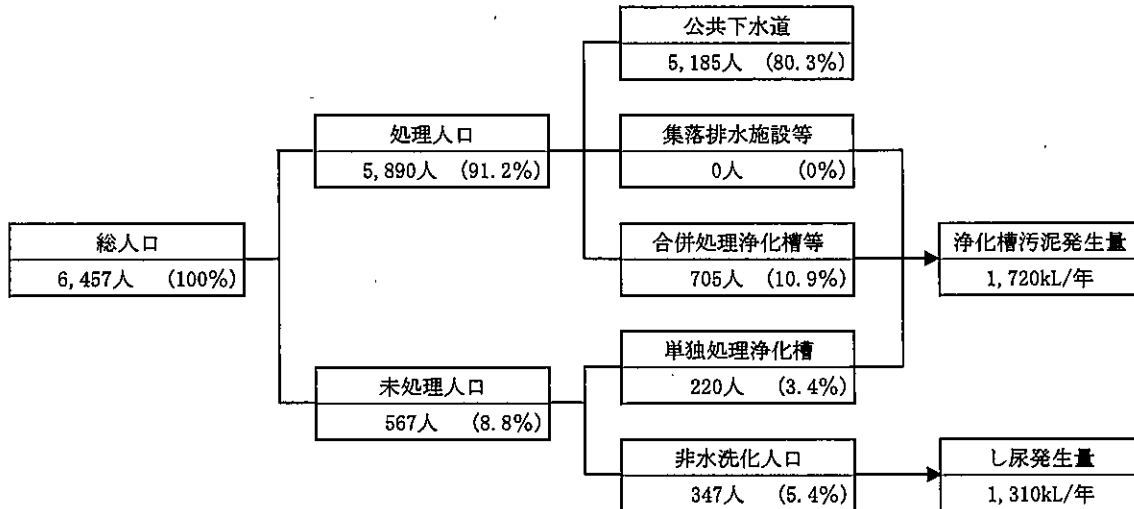 公共下水道
5,185人 (80.3%)
処理人口
5,890人 (91.2%)
集落排水施設等
0人 (0%)
総人口
6,457人 (100%)
合併処理浄化槽等
705人 (10.9%)
浄化槽汚泥発生量
1,720kL/年
未処理人口
567人 (8.8%)
単独処理浄化槽
220人 (3.4%)
非水洗化人口
347人 (5.4%)
し尿発生量
1,310kL/年